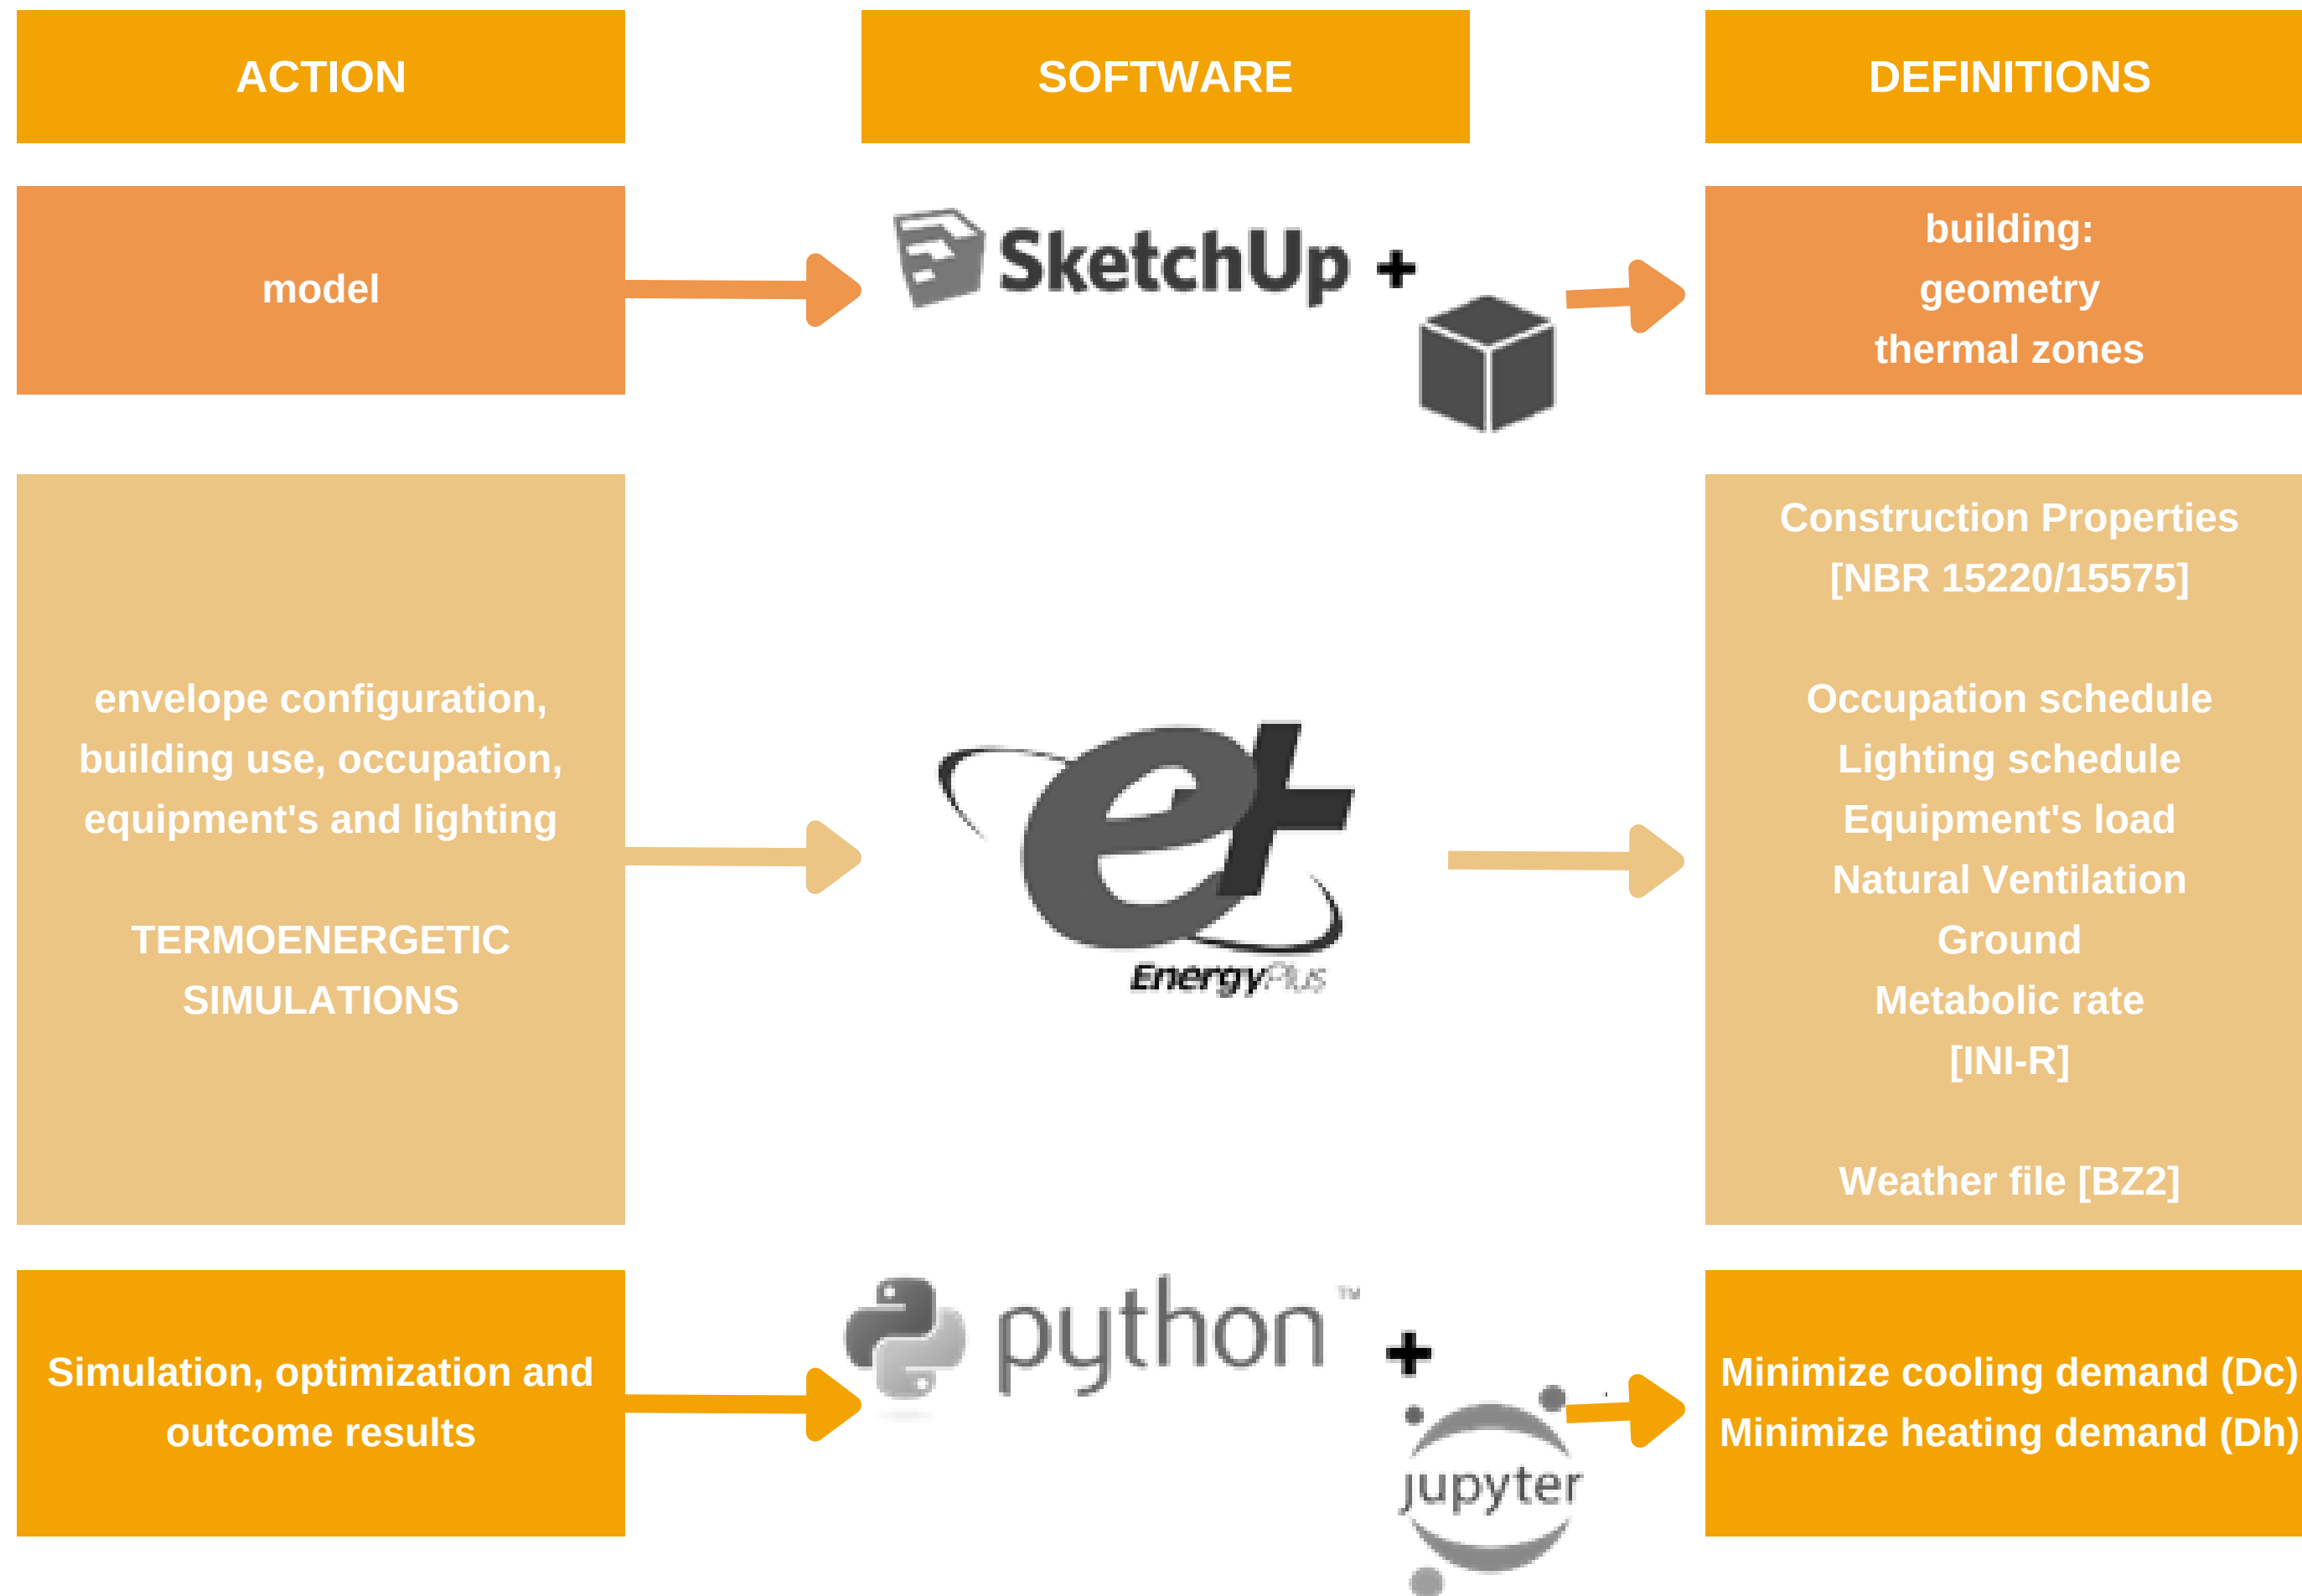 ACTION
SOFTWARE
DEFINITIONS
model
SketchUp +
building:
geometry
thermal zones
envelope configuration,
building use, occupation,
equipment's and lighting
TERMOENERGETIC
SIMULATIONS
e+
EnergyPlus
Construction Properties
[NBR 15220/15575]
Occupation schedule
Lighting schedule
Equipment's load
Natural Ventilation
Ground
Metabolic rate
[INI-R]
Weather file [BZ2]
Simulation, optimization and
outcome results
python™
+
jupyter
Minimize cooling demand (Dc)
Minimize heating demand (Dh)